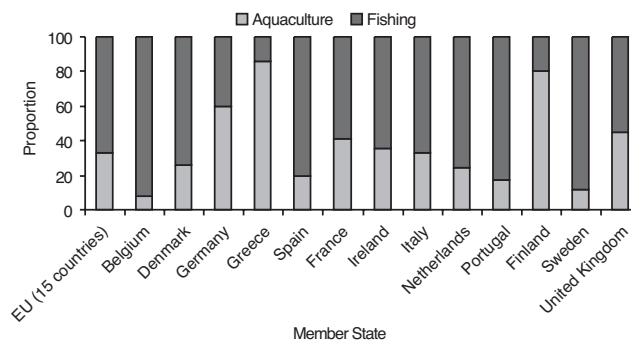 Aquaculture Fishing
100
80
60
40
20
0
Proportion
EU (15 countries)
Belgium
Denmark
Germany
Greece
Spain
France
Ireland
Italy
Netherlands
Portugal
Finland
Sweden
United Kingdom
Member State